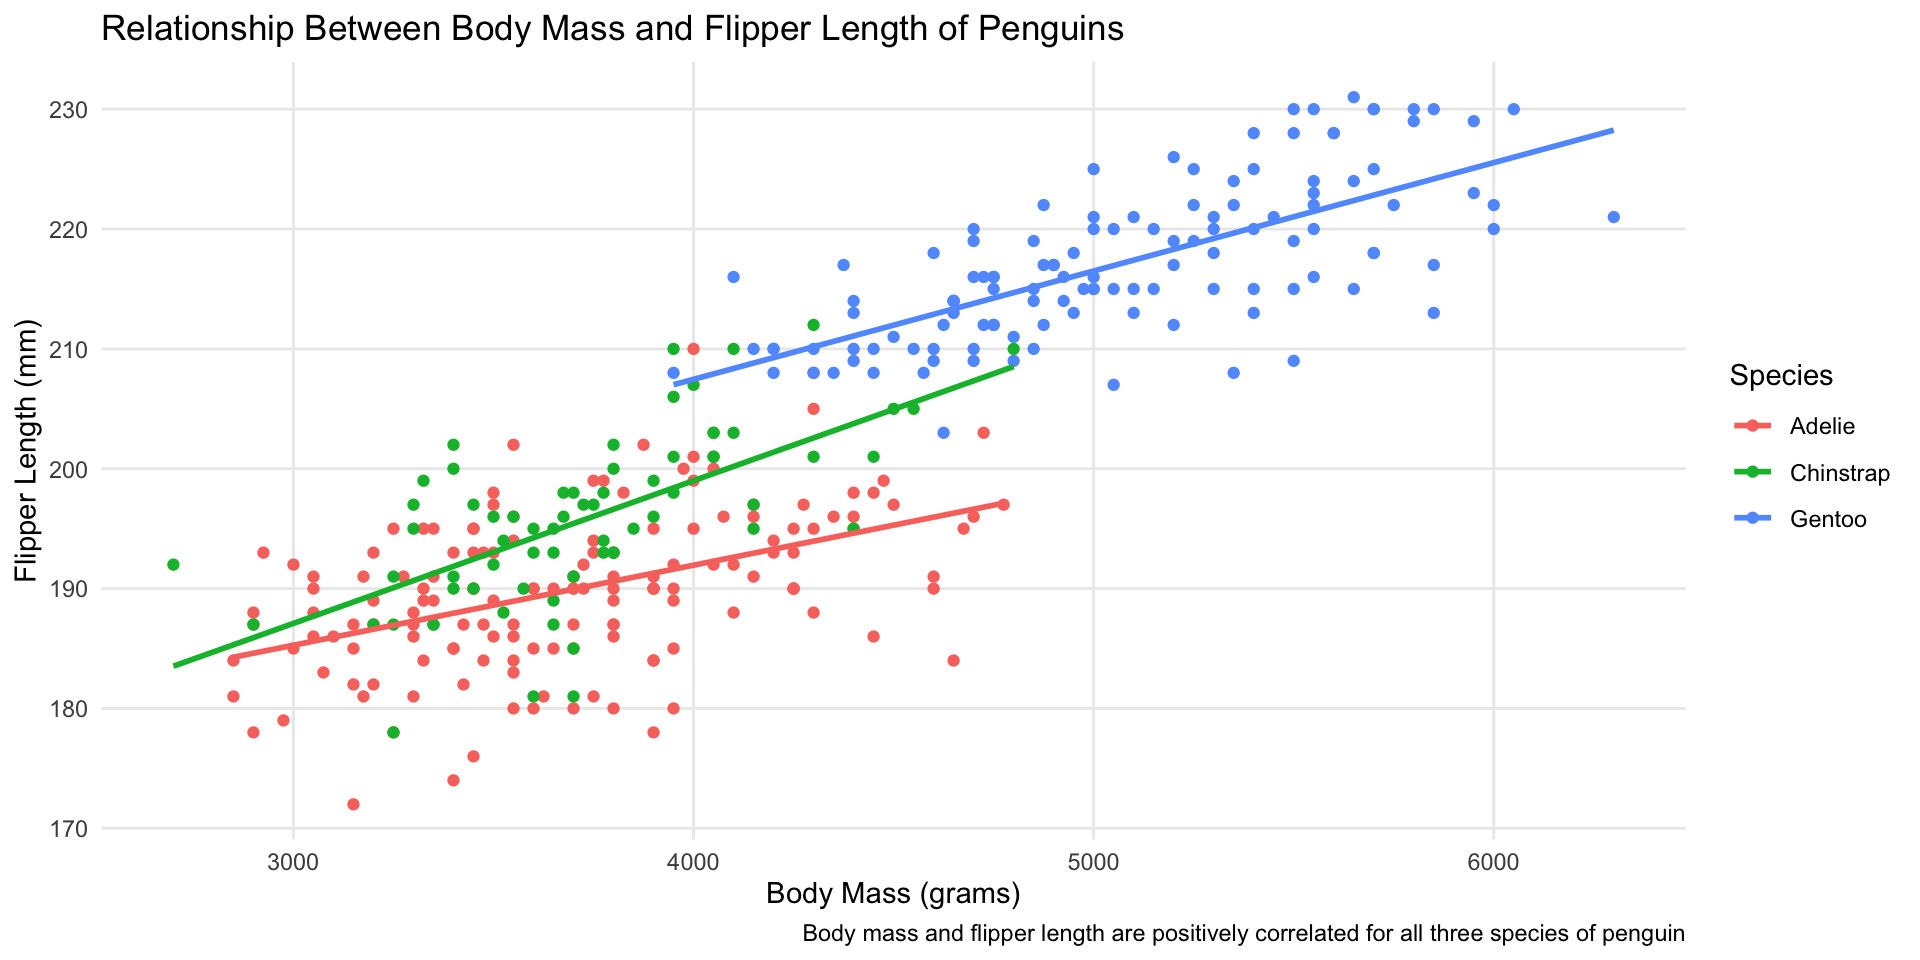 Relationship Between Body Mass and Flipper Length of Penguins
230
220
210
200
190
180
170
Flipper Length (mm)
3000 4000 5000 6000
Body Mass (grams)
Species
Adelie
Chinstrap
Gentoo
Body mass and flipper length are positively correlated for all three species of penguin